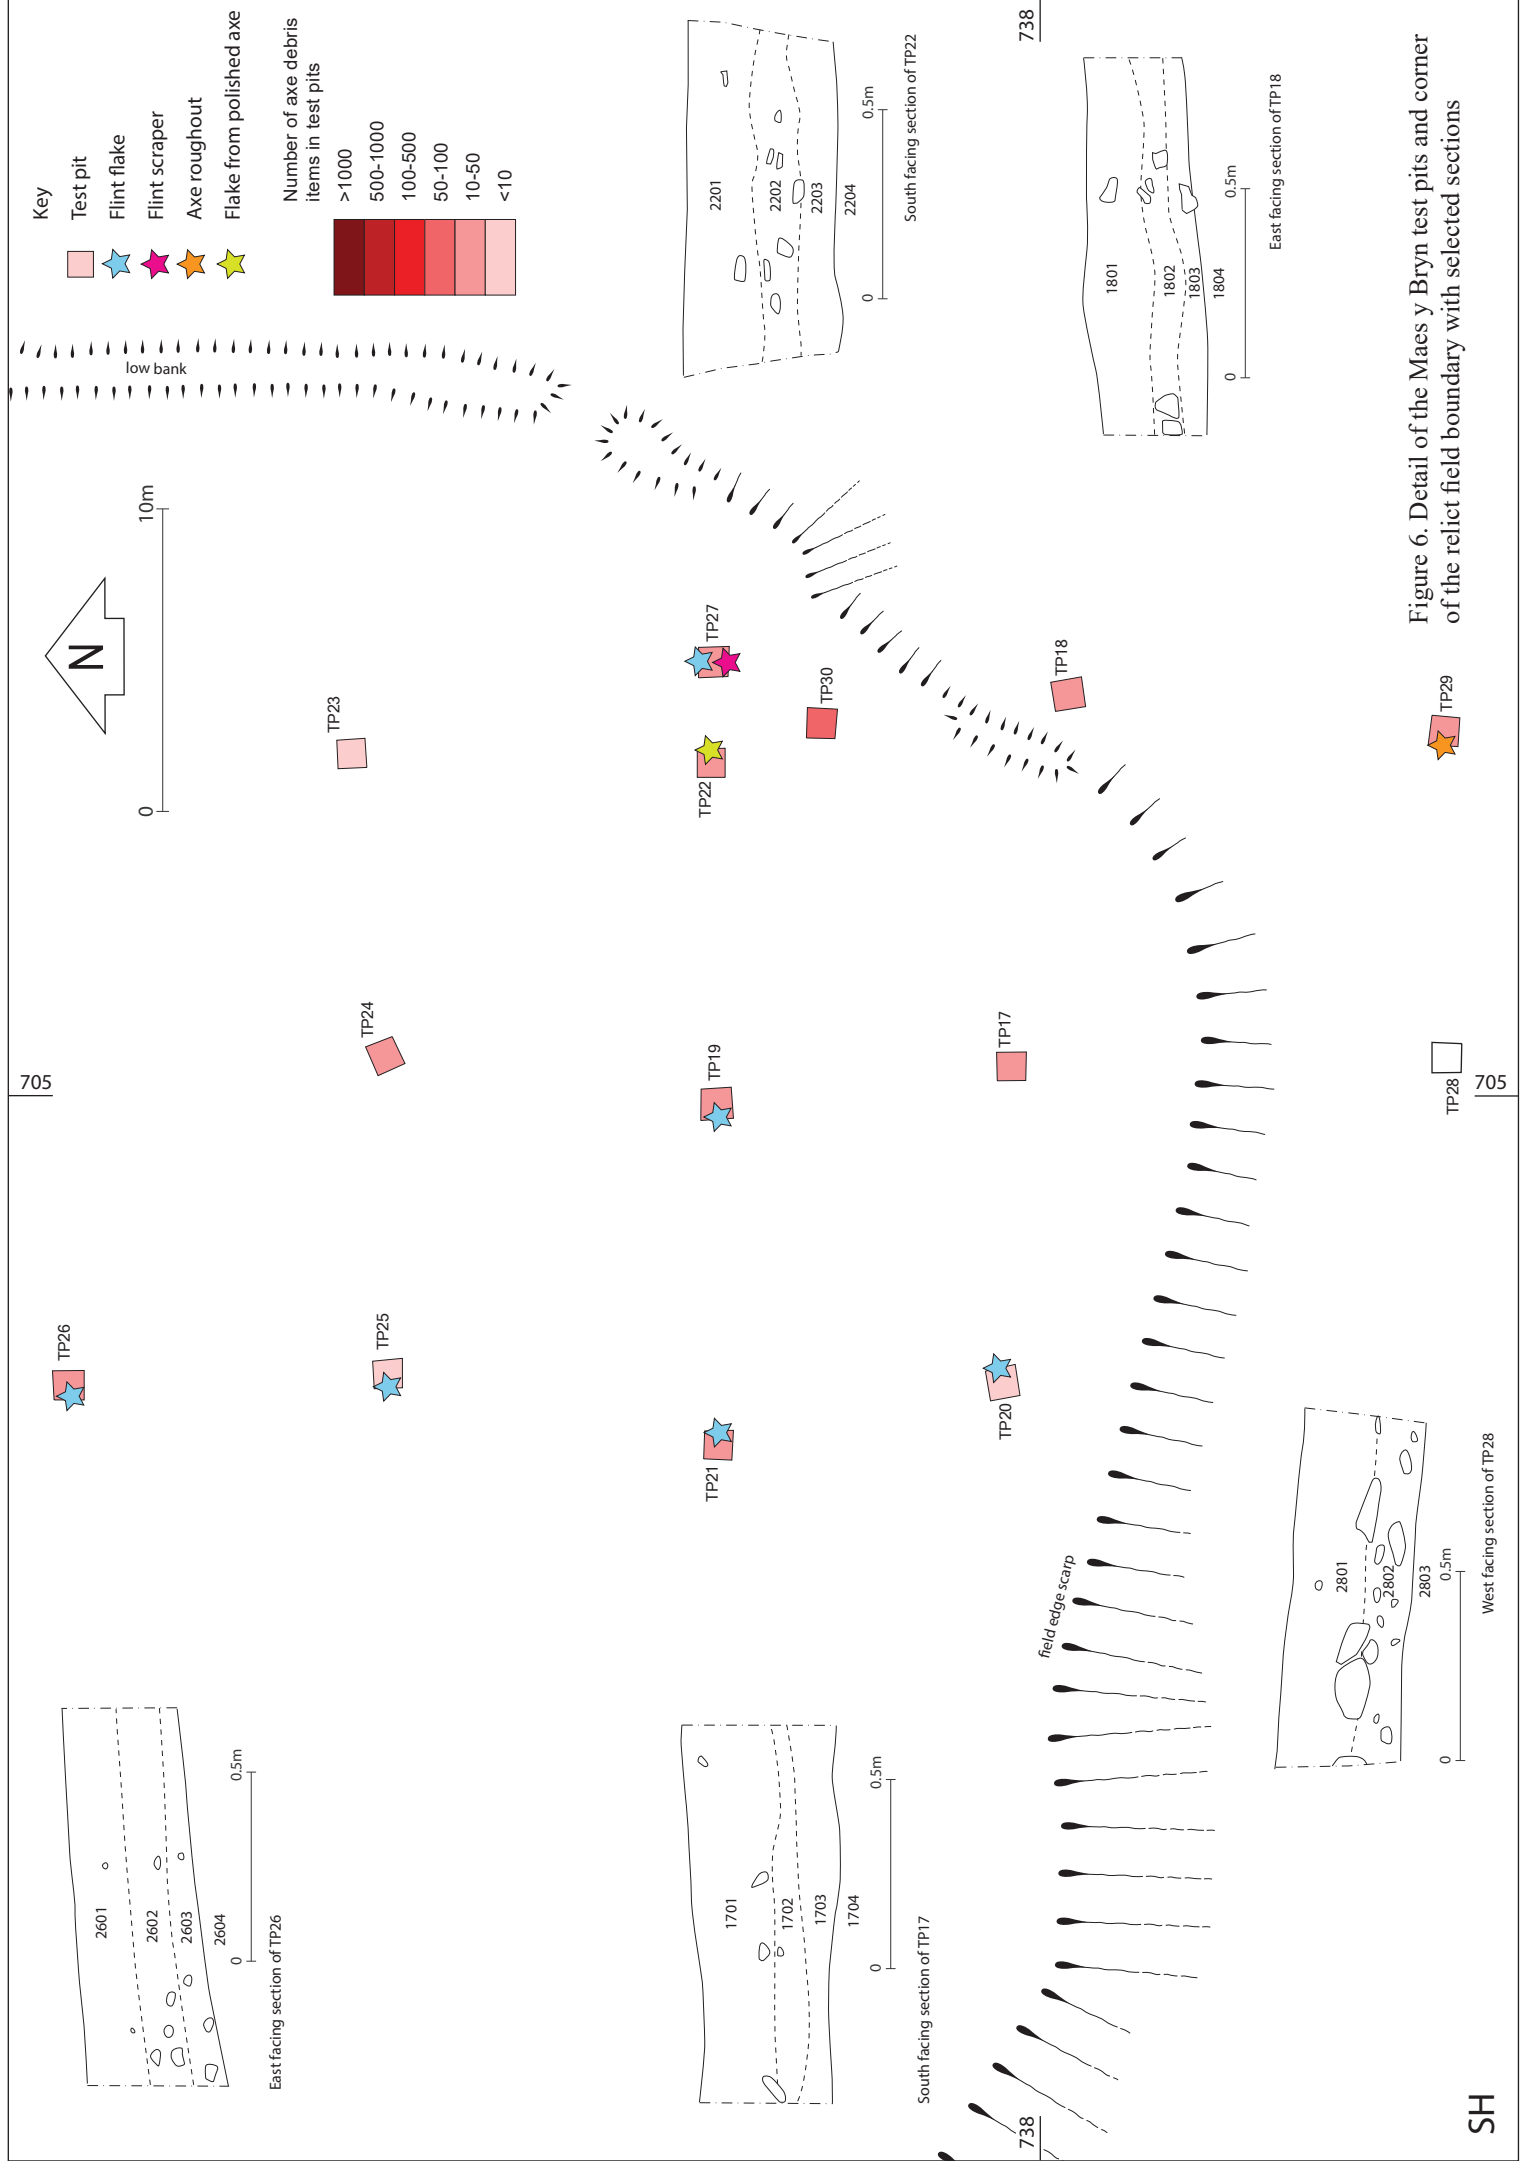 Key
Test pit
Flint flake
Flint scraper
Axe roughout
Flake from polished axe
Number of axe debris
items in test pits
>1000
500-1000
100-500
50-100
10-50
<10
low bank
N
0
10m
705
TP26
TP25
TP24
TP23
TP21
TP19
TP22
TP27
TP30
TP20
TP17
TP18
TP28
TP29
field edge scarp
2601
2602
2603
2604
0
0.5m
East facing section of TP26
1701
1702
1703
1704
0
0.5m
South facing section of TP17
2201
2202
2203
2204
0
0.5m
South facing section of TP22
1801
1802
1803
1804
0
0.5m
East facing section of TP18
2801
2802
2803
0
0.5m
West facing section of TP28
738
738
705
SH
Figure 6. Detail of the Maes y Bryn test pits and corner
of the relict field boundary with selected sections